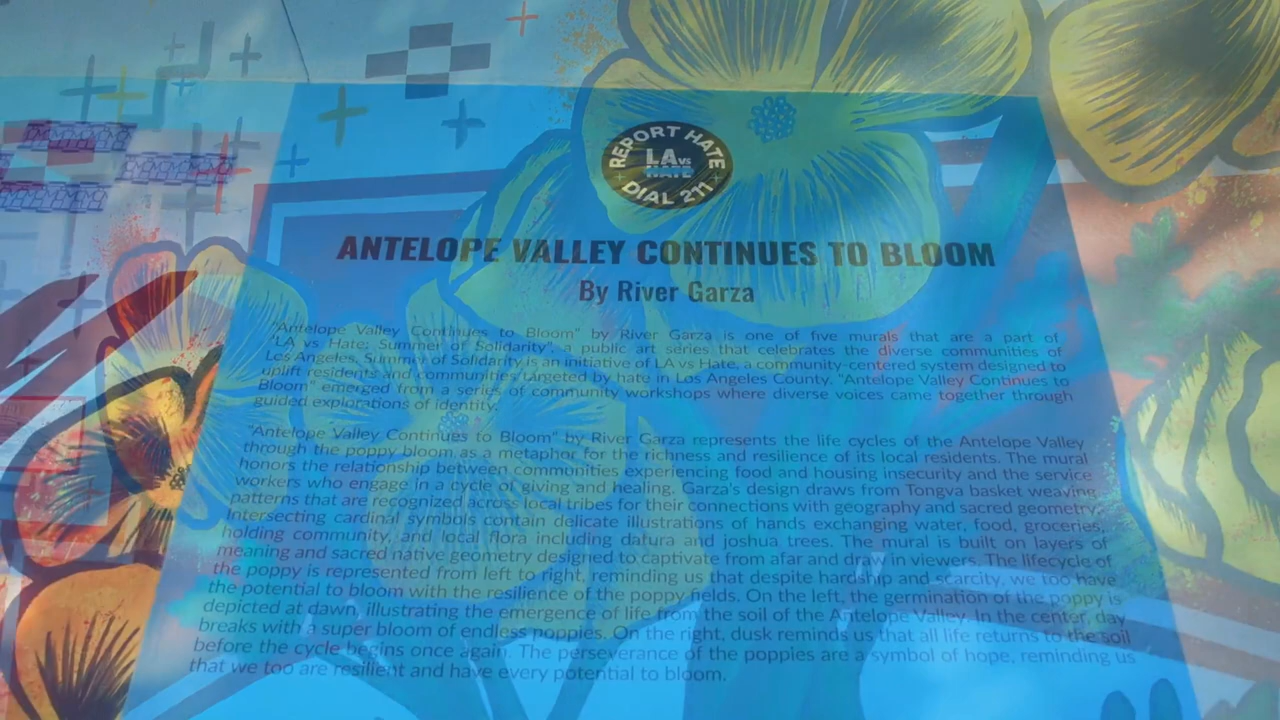 REPORT HATE
LA VS
HATE
DIAL 211
ANTELOPE VALLEY CONTINUES TO BLOOM
By River Garza
"Antelope Valley Continues to Bloom" by River Garza is one of five murals that are a part of
"LA vs Hate: Summer of Solidarity", a public art series that celebrates the diverse communities of
Los Angeles. Summer of Solidarity is an initiative of LA vs Hate, a community-centered system designed to
uplift residents and communities targeted by hate in Los Angeles County. "Antelope Valley Continues to
Bloom" emerged from a series of community workshops where diverse voices came together through
guided explorations of identity.
"Antelope Valley Continues to Bloom" by River Garza represents the life cycles of the Antelope Valley
through the poppy bloom as a metaphor for the richness and resilience of its local residents. The mural
honors the relationship between communities experiencing food and housing insecurity and the service
workers who engage in a cycle of giving and healing. Garza's design draws from Tongva basket weaving
patterns that are recognized across local tribes for their connections with geography and sacred geometry.
Intersecting cardinal symbols contain delicate illustrations of hands exchanging water, food, groceries,
holding community, and local flora including datura and joshua trees. The mural is built on layers of
meaning and sacred native geometry designed to captivate from afar and draw in viewers. The lifecycle of
the poppy is represented from left to right, reminding us that despite hardship and scarcity, we too have
the potential to bloom with the resilience of the poppy fields. On the left, the germination of the poppy is
depicted at dawn, illustrating the emergence of life from the soil of the Antelope Valley. In the center, day
breaks with a super bloom of endless poppies. On the right, dusk reminds us that all life returns to the soil
before the cycle begins once again. The perseverance of the poppies are a symbol of hope, reminding us
that we too are resilient and have every potential to bloom.